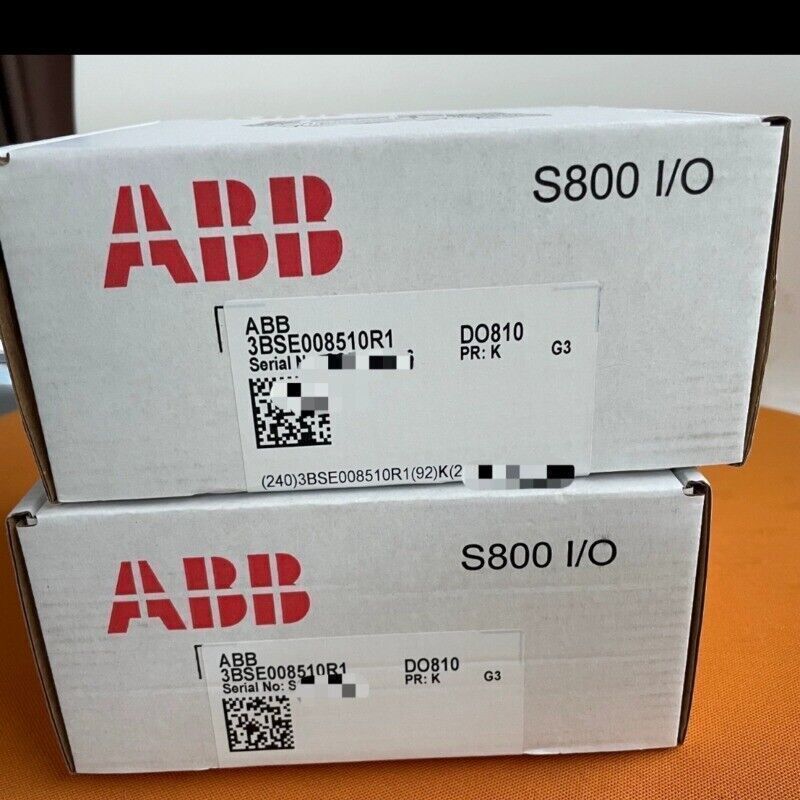 ABB
S800 I/O
ABB
3BSE008510R1
DO810
Serial
PR: K
G3
(240)3BSE008510R1(92)K(2
ABB
S800 I/O
ABB
3BSE008510R1
DO810
Serial No: S
PR: K
G3